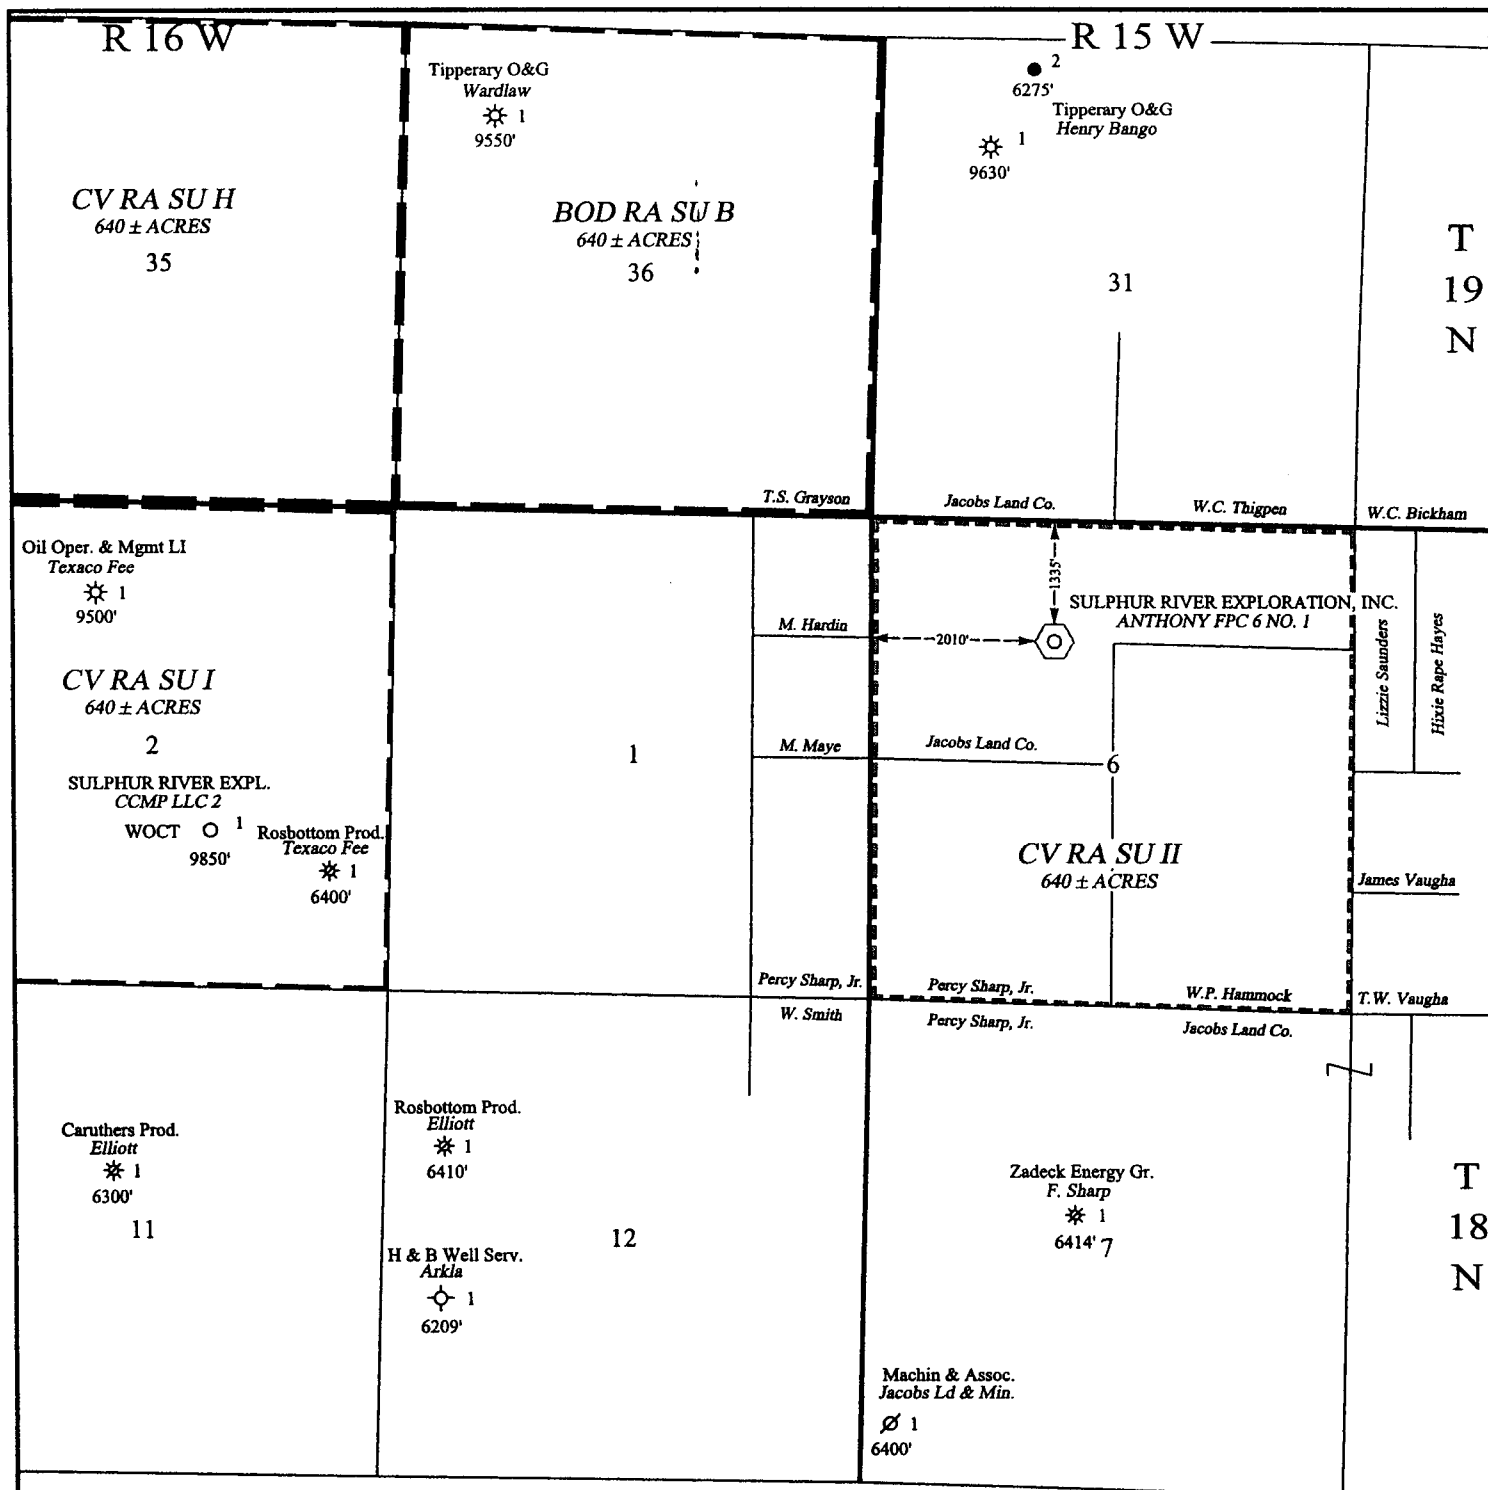 R 16 W
R 15 W
Tipperary O&G
Wardlaw
1
9550'
2
6275'
Tipperary O&G
Henry Bango
1
9630'
CV RA SU H
640 ± ACRES
35
BOD RA SU B
640 ± ACRES
36
31
T
19
N
T.S. Grayson
Jacobs Land Co.
W.C. Thigpen
W.C. Bickham
Oil Oper. & Mgmt LI
Texaco Fee
1
9500'
1335'
SULPHUR RIVER EXPLORATION, INC.
ANTHONY FPC 6 NO. 1
M. Hardin
2010'
Lizzie Saunders
Hixie Rape Hayes
CV RA SU I
640 ± ACRES
2
1
M. Maye
Jacobs Land Co.
6
SULPHUR RIVER EXPL.
CCMP LLC 2
WOCT
1
9850'
Rosbottom Prod.
Texaco Fee
1
6400'
CV RA SU II
640 ± ACRES
James Vaugha
Percy Sharp, Jr.
Percy Sharp, Jr.
W.P. Hammock
T.W. Vaugha
W. Smith
Percy Sharp, Jr.
Jacobs Land Co.
Caruthers Prod.
Elliott
1
6300'
11
Rosbottom Prod.
Elliott
1
6410'
12
H & B Well Serv.
Arkla
1
6209'
Zadeck Energy Gr.
F. Sharp
1
6414'
7
T
18
N
Machin & Assoc.
Jacobs Ld & Min.
1
6400'